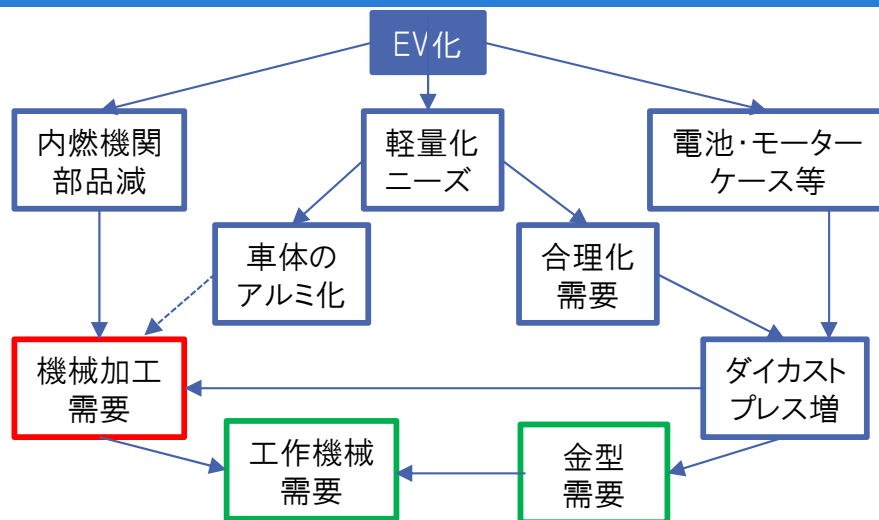 EV化
内燃機関
部品減
軽量化
ニーズ
電池・モーター
ケース等
車体の
アルミ化
合理化
需要
機械加工
需要
ダイカスト
プレス増
工作機械
需要
金型
需要